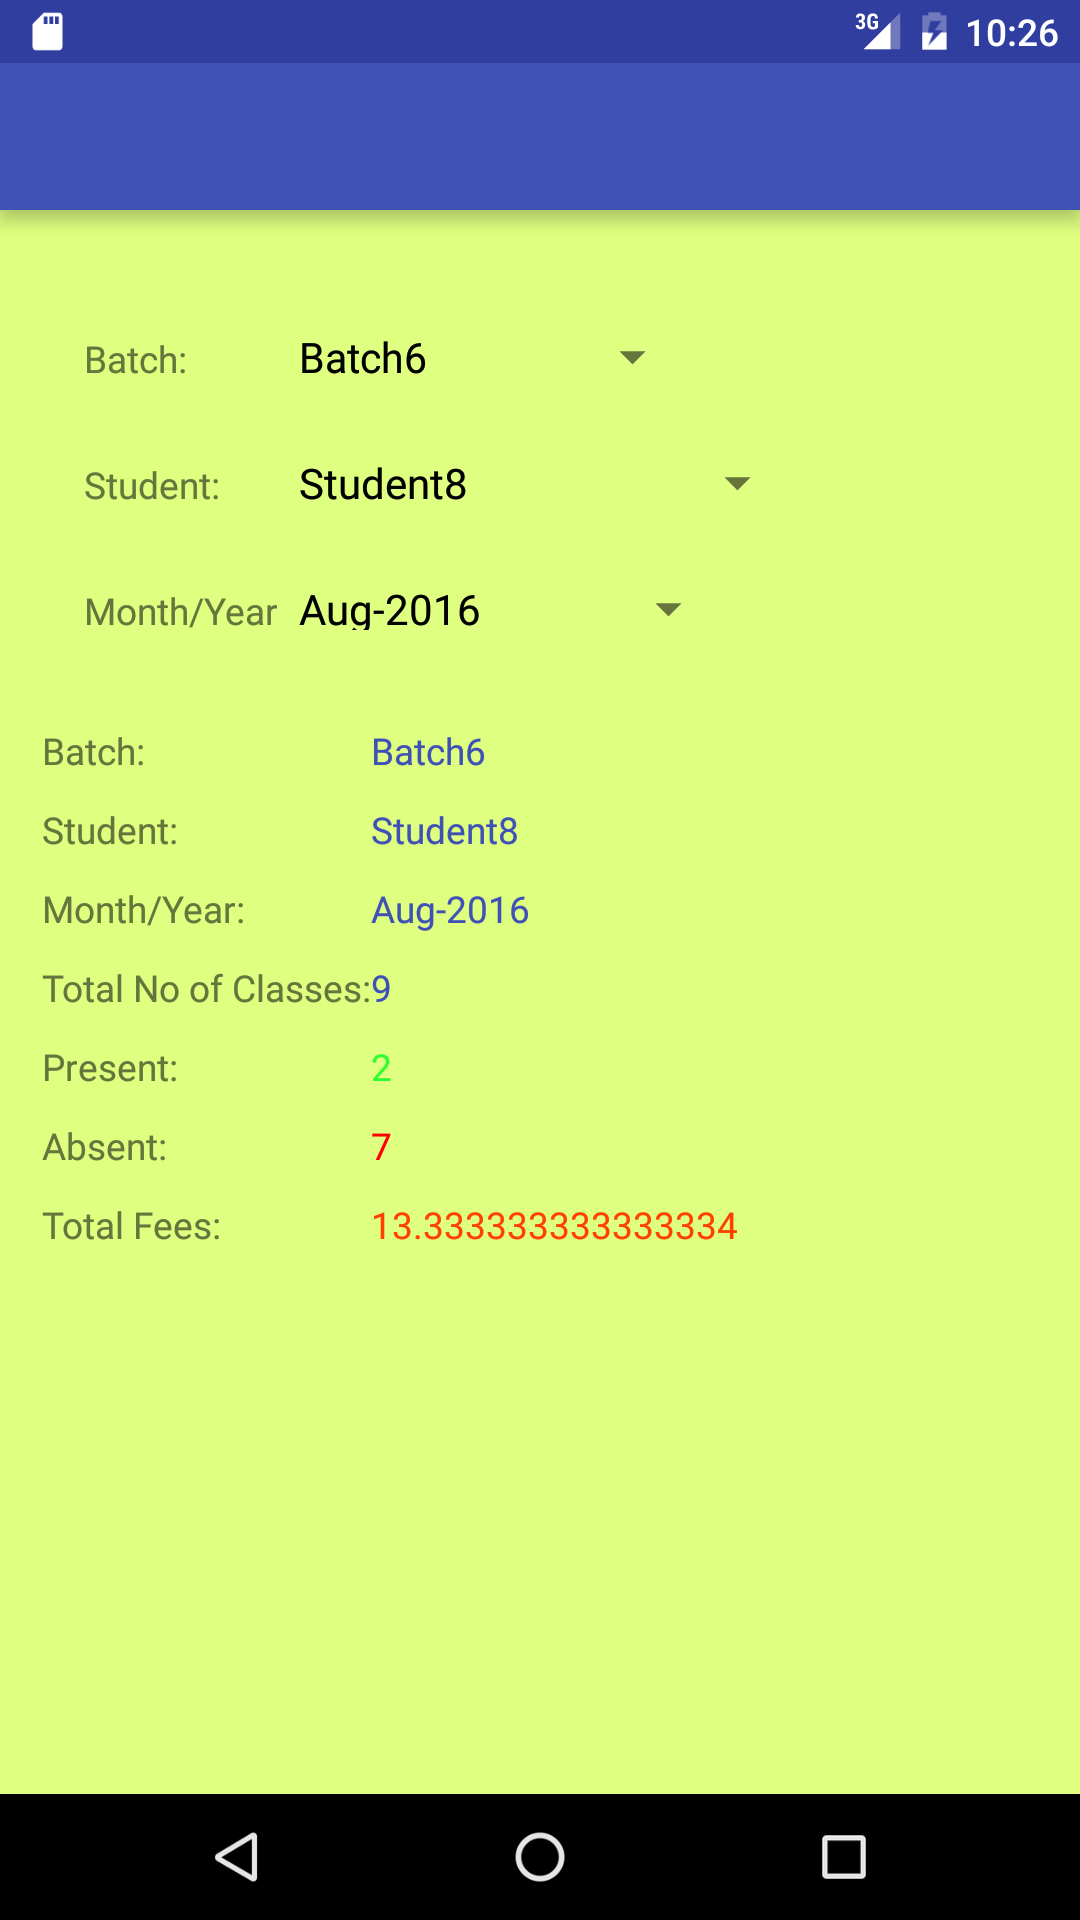 3G 10:26
Batch: Batch6
Student: Student8
Month/Year Aug-2016
Batch: Batch6
Student: Student8
Month/Year: Aug-2016
Total No of Classes:9
Present: 2
Absent: 7
Total Fees: 13.333333333333334